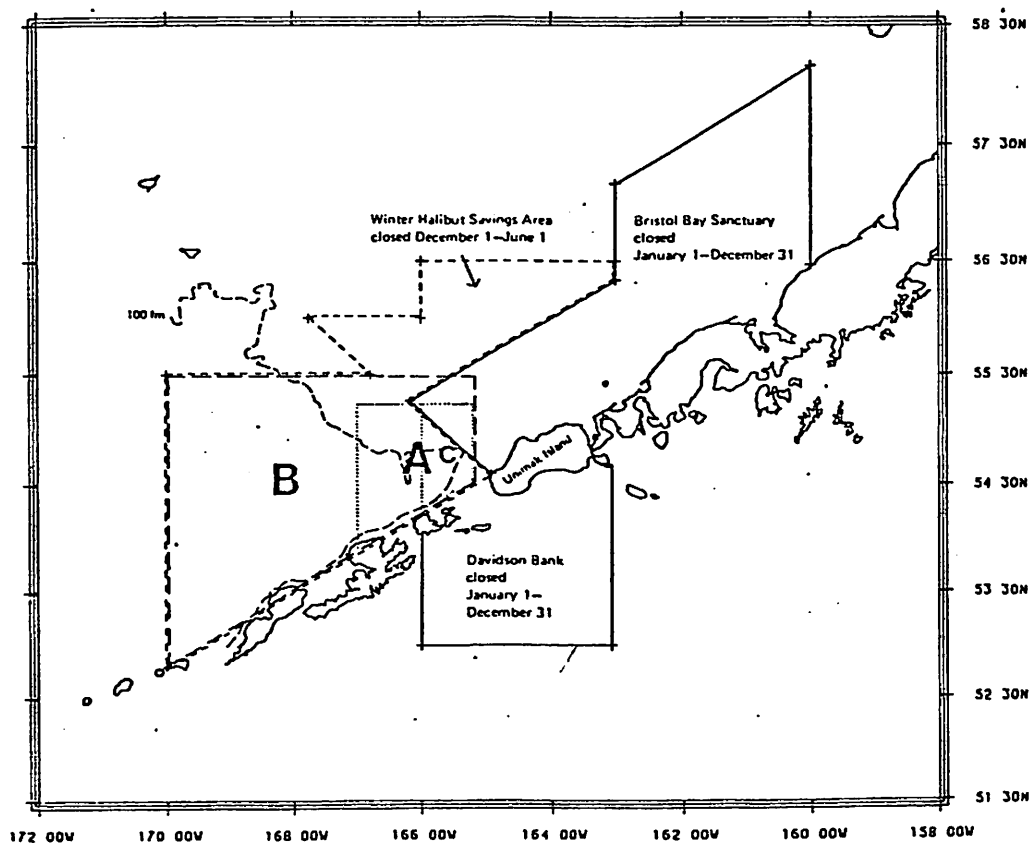 58 30N
57 30N
56 30N
55 30N
54 30N
53 30N
52 30N
51 30N
Winter Halibut Savings Area
closed December 1–June 1
Bristol Bay Sanctuary
closed
January 1–December 31
100 fm
B
A
C
Unimak Island
Davidson Bank
closed
January 1–
December 31
172 00W
170 00W
168 00W
166 00W
164 00W
162 00W
160 00W
158 00W